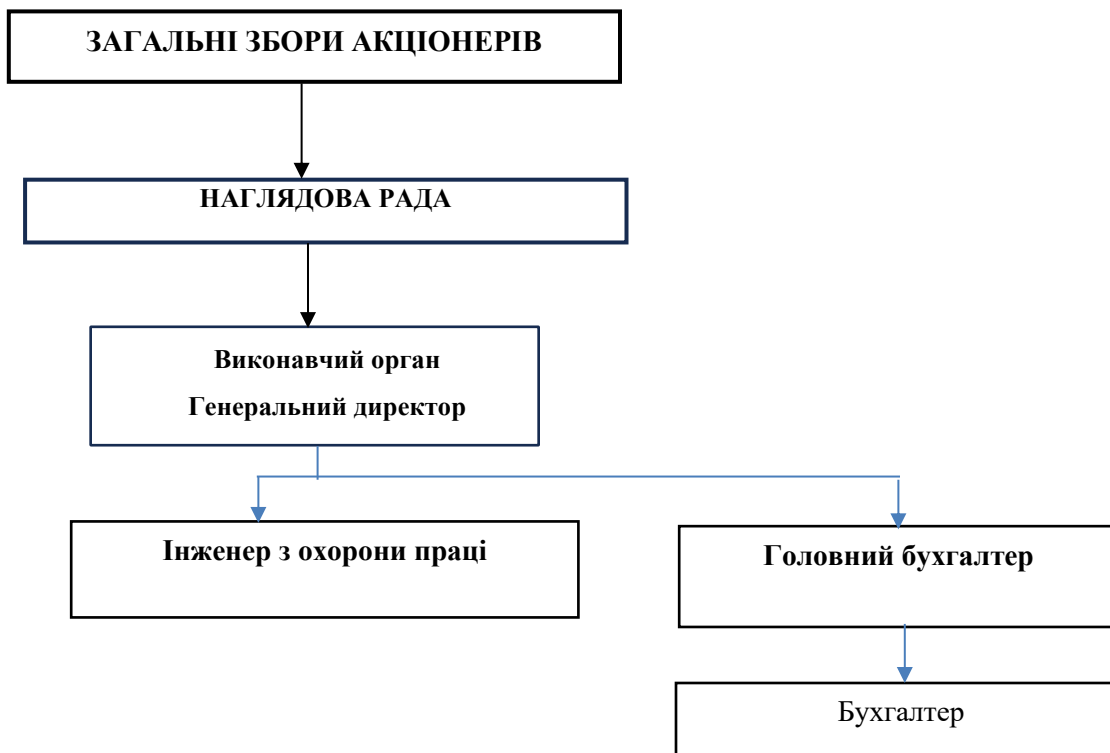 ЗАГАЛЬНІ ЗБОРИ АКЦІОНЕРІВ
НАГЛЯДОВА РАДА
Виконавчий орган
Генеральний директор
Інженер з охорони праці
Головний бухгалтер
Бухгалтер